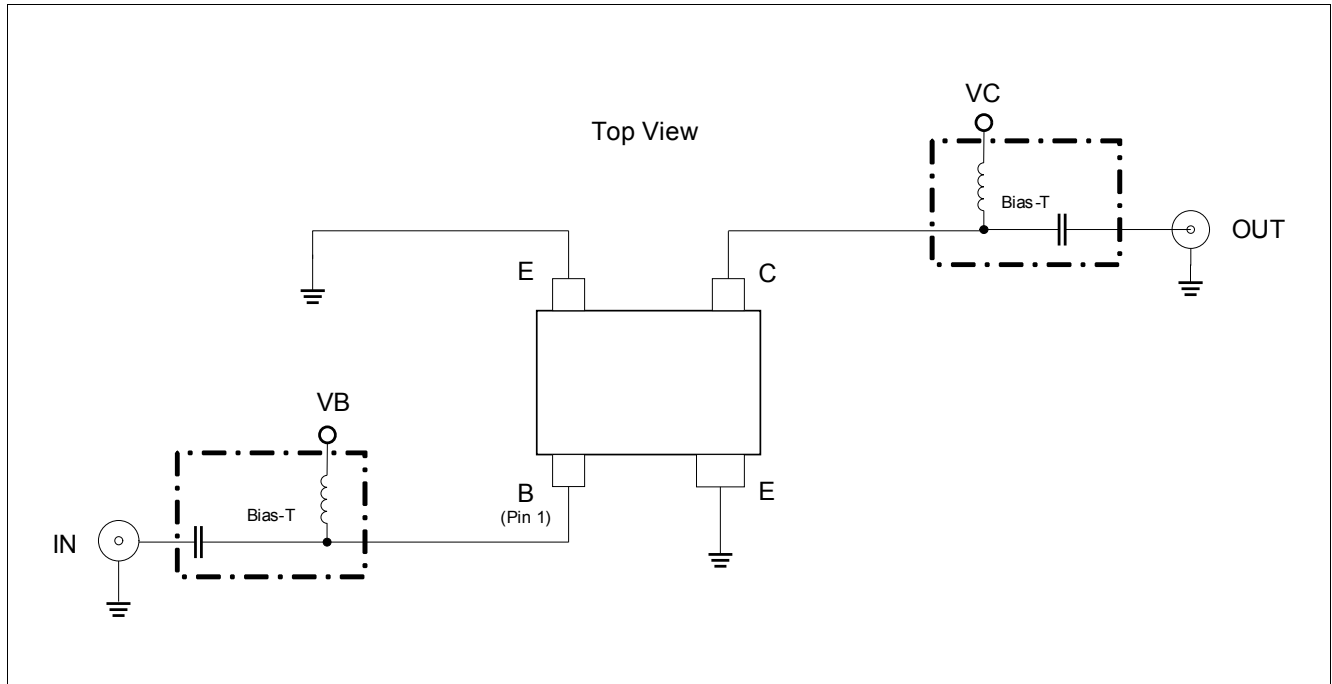 VC
Top View
Bias-T
OUT
E
C
VB
B
(Pin 1)
E
Bias-T
IN